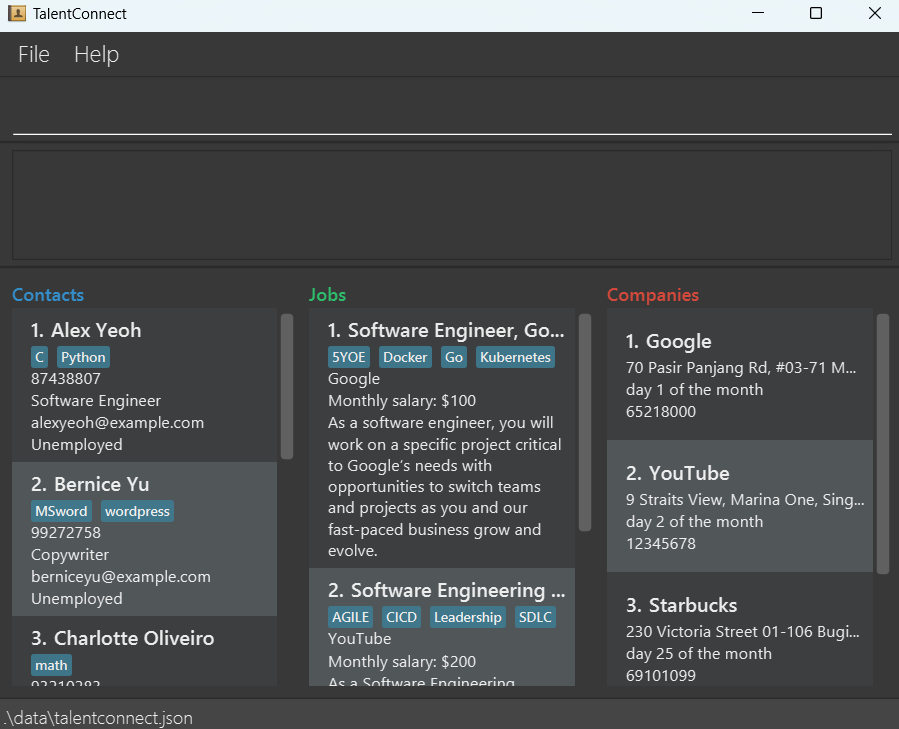 TalentConnect
File Help
Contacts
1. Alex Yeoh
C Python
87438807
Software Engineer
alexyeoh@example.com
Unemployed
2. Bernice Yu
MSword wordpress
99272758
Copywriter
berniceyu@example.com
Unemployed
3. Charlotte Oliveiro
math
93210283
Jobs
1. Software Engineer, Go...
5YOE Docker Go Kubernetes
Google
Monthly salary: $100
As a software engineer, you will
work on a specific project critical
to Google's needs with
opportunities to switch teams
and projects as you and our
fast-paced business grow and
evolve.
2. Software Engineering ...
AGILE CICD Leadership SDLC
YouTube
Monthly salary: $200
As a Software Engineering
Companies
1. Google
70 Pasir Panjang Rd, #03-71 M...
day 1 of the month
65218000
2. YouTube
9 Straits View, Marina One, Sing...
day 2 of the month
12345678
3. Starbucks
230 Victoria Street 01-106 Bugi...
day 25 of the month
69101099
.\data\talentconnect.json